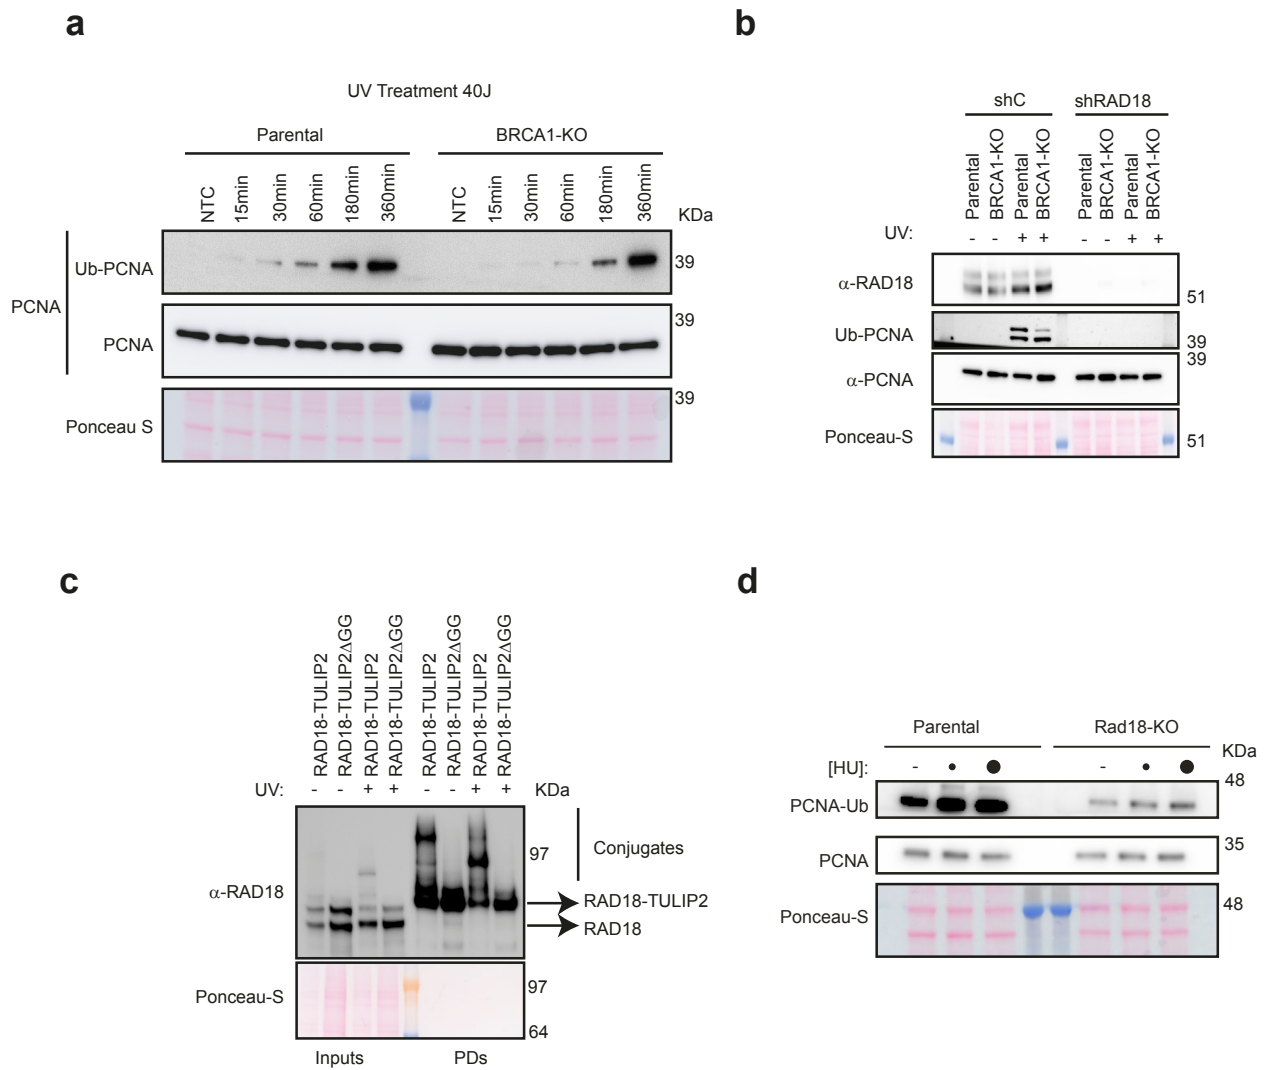 a
UV Treatment 40J
Parental
BRCA1-KO
NTC
15min
30min
60min
180min
360min
NTC
15min
30min
60min
180min
360min
KDa
PCNA
Ub-PCNA
39
PCNA
39
Ponceau S
39
b
shC
shRAD18
Parental
BRCA1-KO
Parental
BRCA1-KO
Parental
BRCA1-KO
Parental
BRCA1-KO
UV: - - + + - - + +
α-RAD18
51
Ub-PCNA
39
α-PCNA
39
Ponceau-S
51
c
RAD18-TULIP2
RAD18-TULIP2ΔGG
RAD18-TULIP2
RAD18-TULIP2ΔGG
RAD18-TULIP2
RAD18-TULIP2ΔGG
RAD18-TULIP2
RAD18-TULIP2ΔGG
UV: - - + + - - + + KDa
α-RAD18
97
Conjugates
RAD18-TULIP2
RAD18
Ponceau-S
97
64
Inputs
PDs
d
Parental
Rad18-KO
KDa
[HU]: - • ● - • ●
48
PCNA-Ub
PCNA
35
Ponceau-S
48